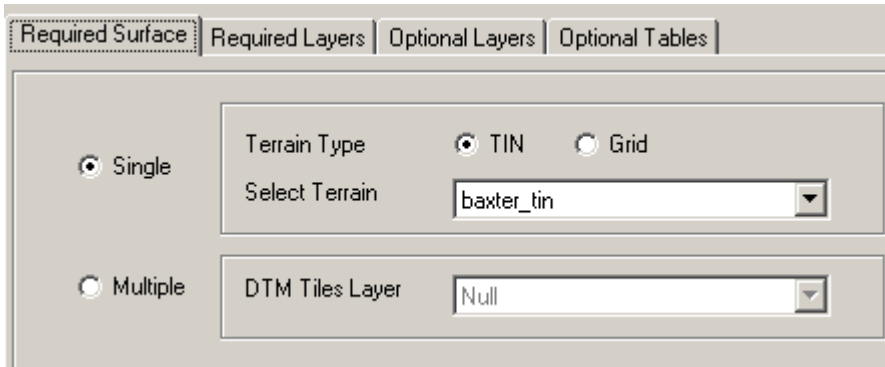 Required Surface Required Layers Optional Layers Optional Tables
Single
Terrain Type TIN Grid
Select Terrain baxter_tin
Multiple DTM Tiles Layer Null